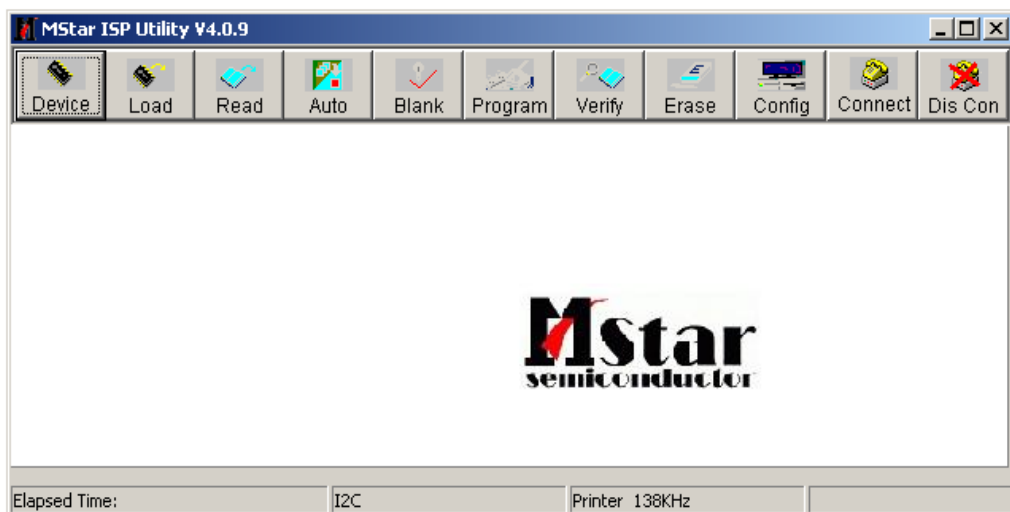 MStar ISP Utility V4.0.9
Device Load Read Auto Blank Program Verify Erase Config Connect Dis Con
MStar
semiconductor
Elapsed Time: I2C Printer 138KHz